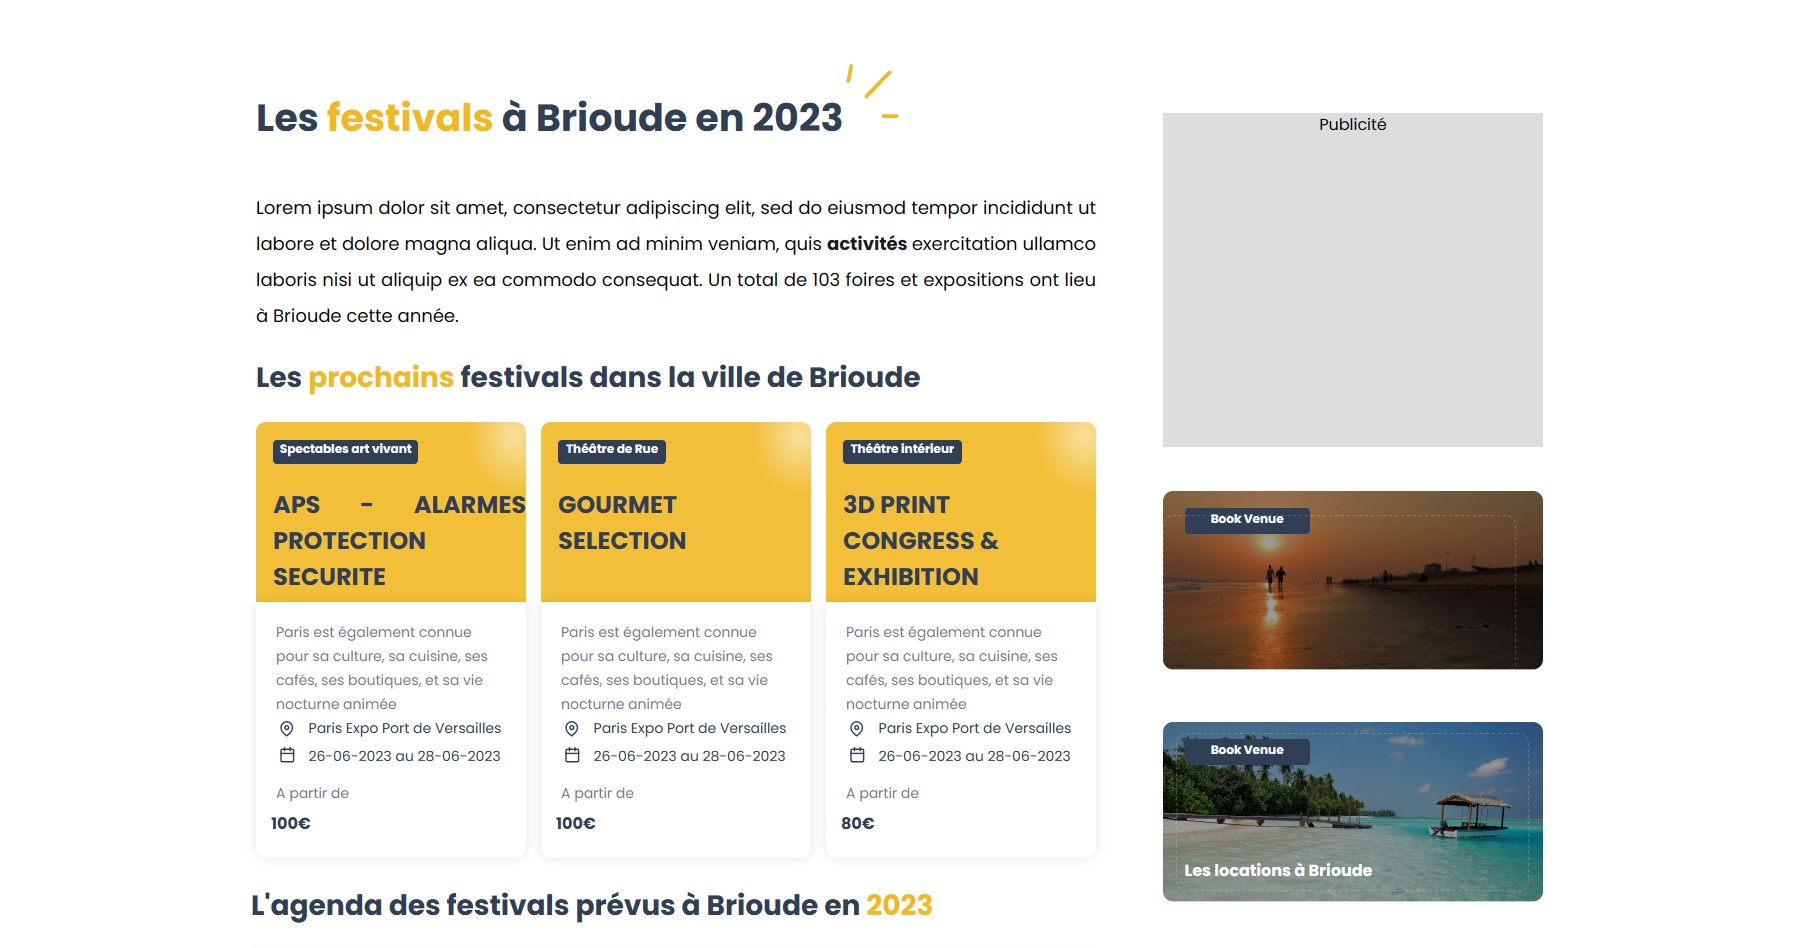 Les festivals à Brioude en 2023
Lorem ipsum dolor sit amet, consectetur adipiscing elit, sed do eiusmod tempor incididunt ut
labore et dolore magna aliqua. Ut enim ad minim veniam, quis activités exercitation ullamco
laboris nisi ut aliquip ex ea commodo consequat. Un total de 103 foires et expositions ont lieu
à Brioude cette année.
Les prochains festivals dans la ville de Brioude
Spectables art vivant
APS - ALARMES
PROTECTION
SECURITE
Paris est également connue
pour sa culture, sa cuisine, ses
cafés, ses boutiques, et sa vie
nocturne animée
Paris Expo Port de Versailles
26-06-2023 au 28-06-2023
A partir de
100€
Théâtre de Rue
GOURMET
SELECTION
Paris est également connue
pour sa culture, sa cuisine, ses
cafés, ses boutiques, et sa vie
nocturne animée
Paris Expo Port de Versailles
26-06-2023 au 28-06-2023
A partir de
100€
Théâtre intérieur
3D PRINT
CONGRESS &
EXHIBITION
Paris est également connue
pour sa culture, sa cuisine, ses
cafés, ses boutiques, et sa vie
nocturne animée
Paris Expo Port de Versailles
26-06-2023 au 28-06-2023
A partir de
80€
L'agenda des festivals prévus à Brioude en 2023
Publicité
Book Venue
Book Venue
Les locations à Brioude